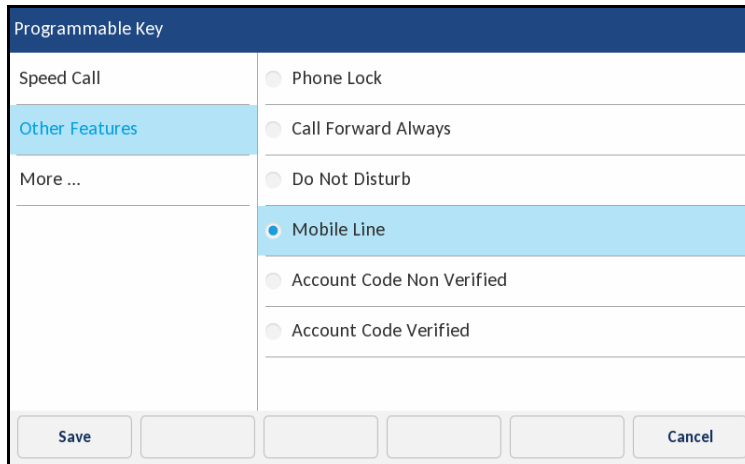 Programmable Key
Speed Call
Other Features
More ...
Phone Lock
Call Forward Always
Do Not Disturb
Mobile Line
Account Code Non Verified
Account Code Verified
Save
Cancel